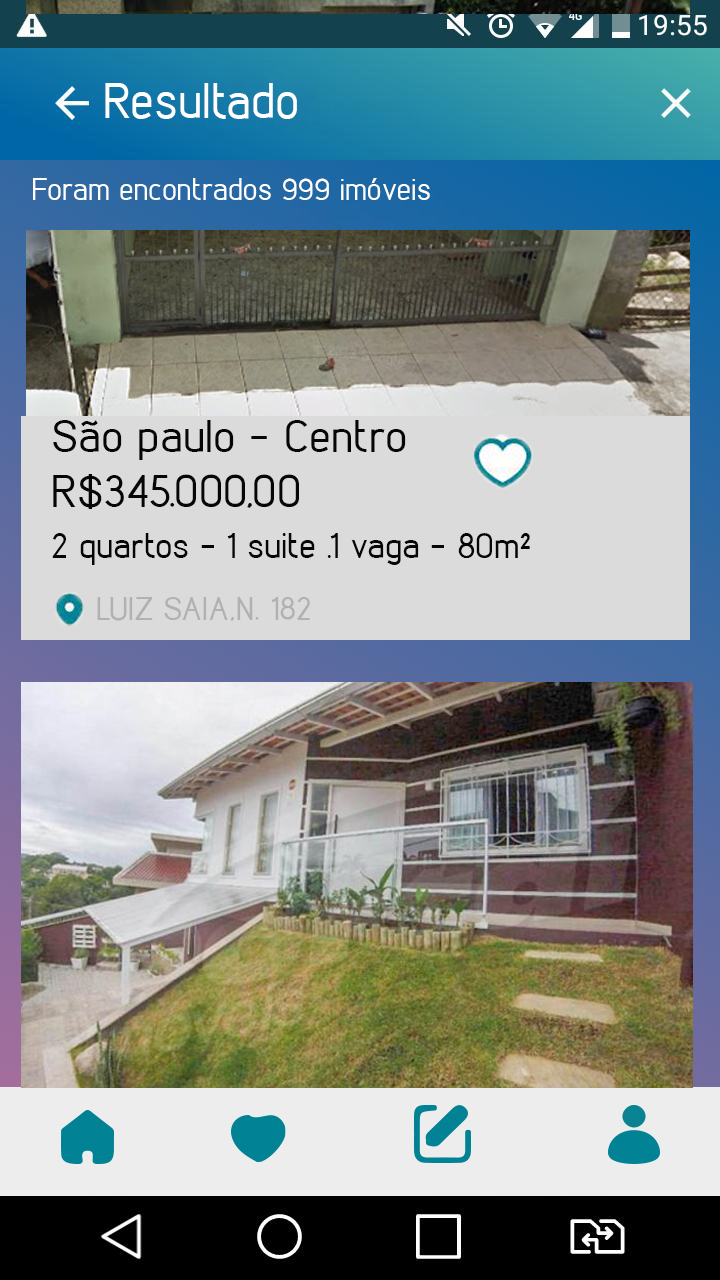 4G 19:55
Resultado
Foram encontrados 999 imóveis
São paulo - Centro
R$345.000,00
2 quartos - 1 suite .1 vaga - 80m²
LUIZ SAIA,N. 182